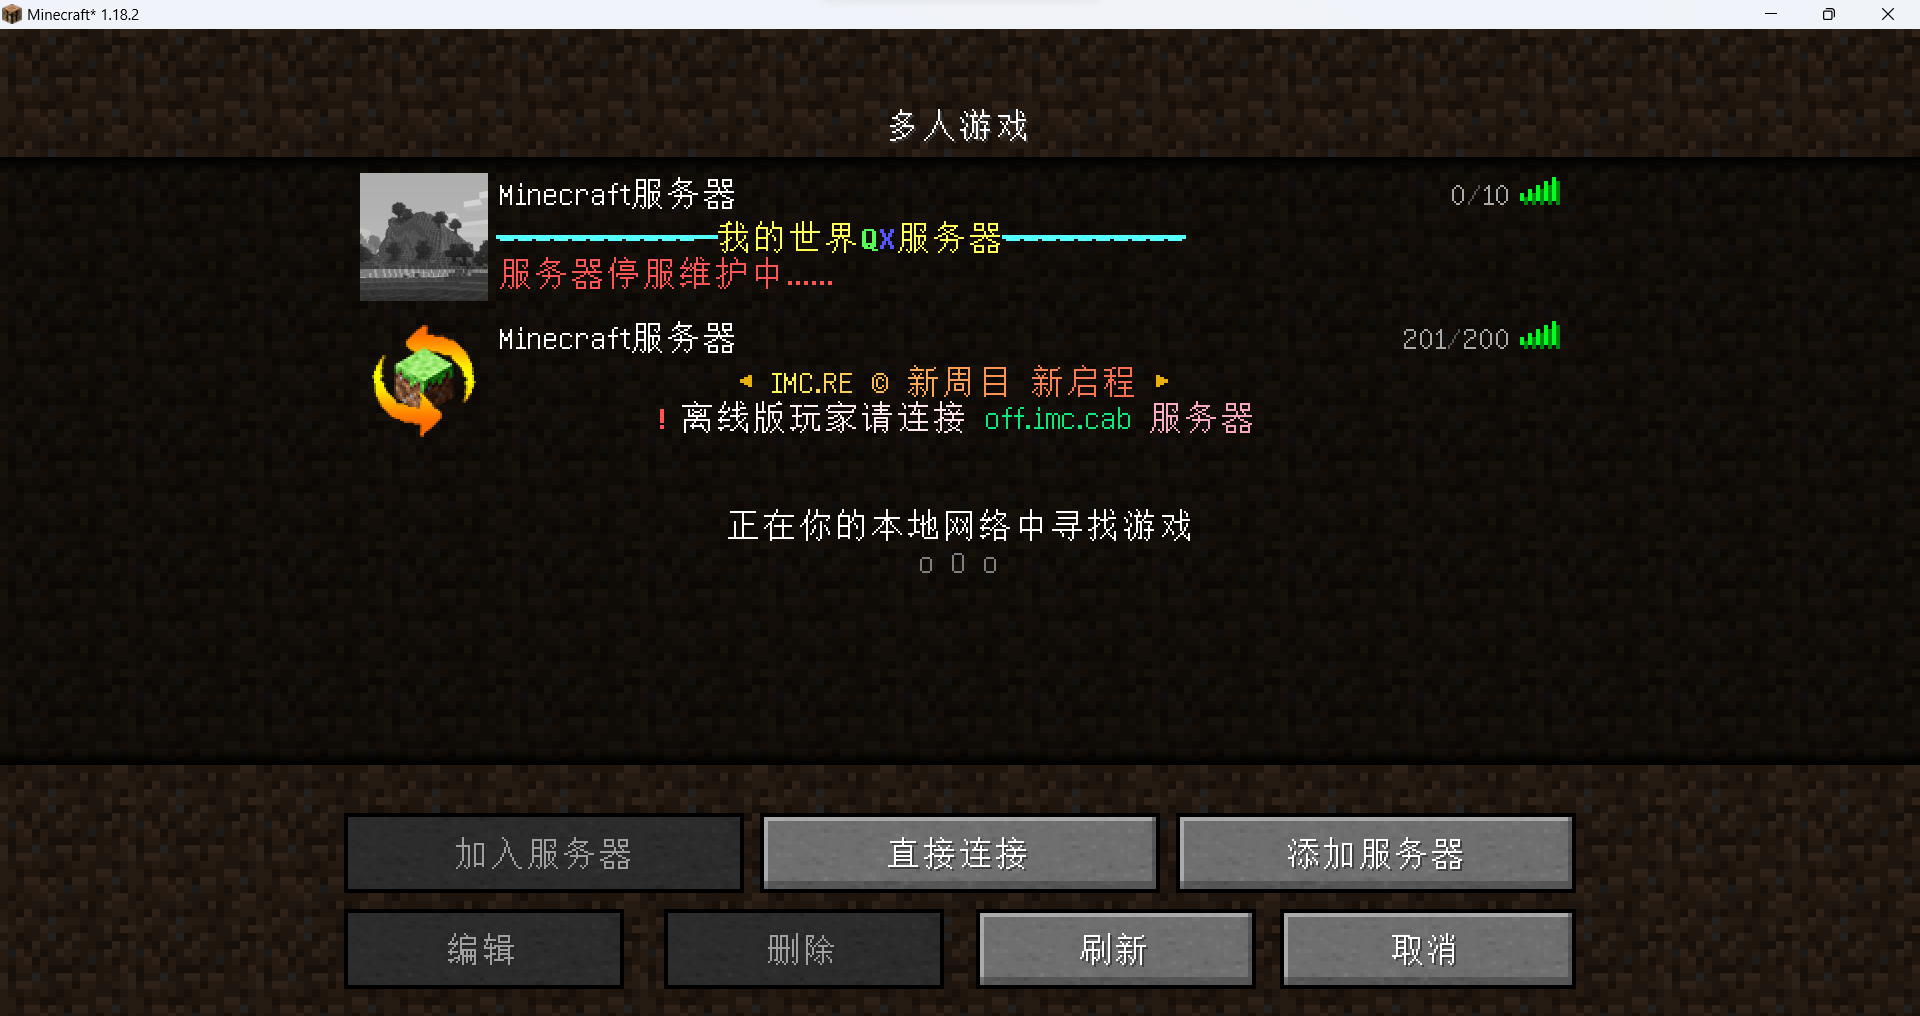 Minecraft* 1.18.2
多人游戏
Minecraft服务器 0/10
━━━━━━━━━━━━我的世界QX服务器━━━━━━━━━━
服务器停服维护中......
Minecraft服务器 201/200
◀ IMC.RE © 新周目 新启程 ▶
! 离线版玩家请连接 off.imc.cab 服务器
正在你的本地网络中寻找游戏
o O o
加入服务器 直接连接 添加服务器
编辑 删除 刷新 取消